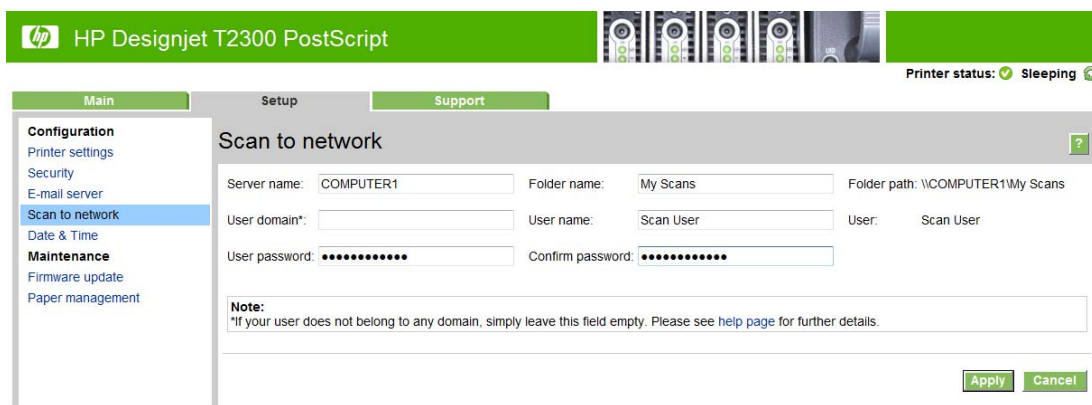 hp HP Designjet T2300 PostScript
Printer status: Sleeping
Main Setup Support
Configuration
Printer settings
Security
E-mail server
Scan to network
Date & Time
Maintenance
Firmware update
Paper management
Scan to network ?
Server name: COMPUTER1 Folder name: My Scans Folder path: \\COMPUTER1\My Scans
User domain*: User name: Scan User User: Scan User
User password: ●●●●●●●●●●●● Confirm password: ●●●●●●●●●●●●
Note:
*If your user does not belong to any domain, simply leave this field empty. Please see help page for further details.
Apply Cancel